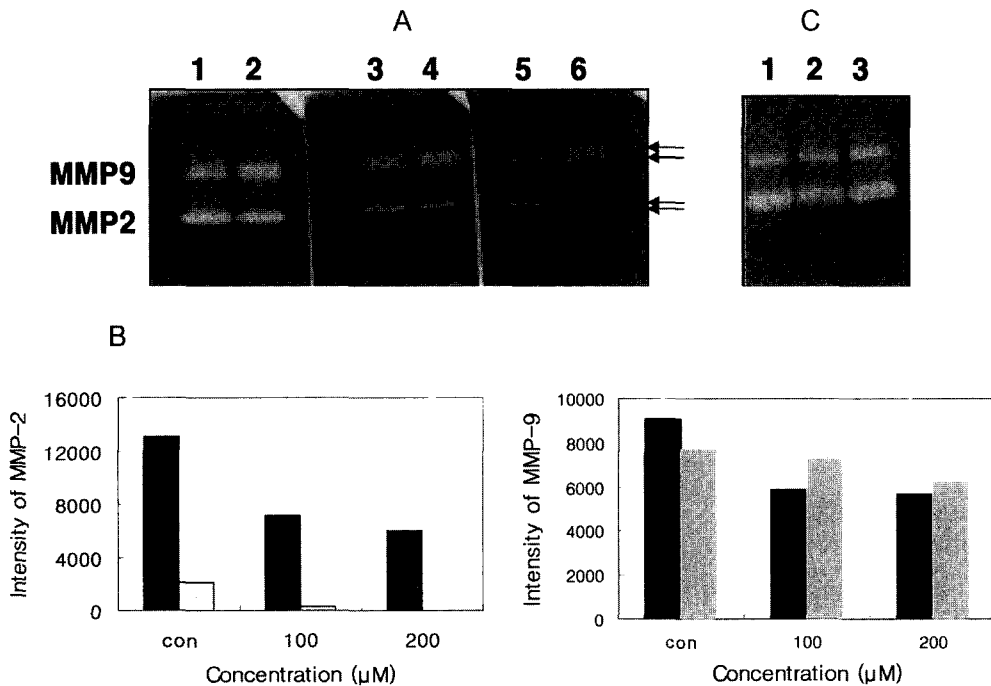 A
1 2 3 4 5 6
MMP9
MMP2
C
1 2 3
B
Intensity of MMP-2
16000
12000
8000
4000
0
con 100 200
Concentration (μM)
Intensity of MMP-9
10000
8000
6000
4000
2000
0
con 100 200
Concentration (μM)